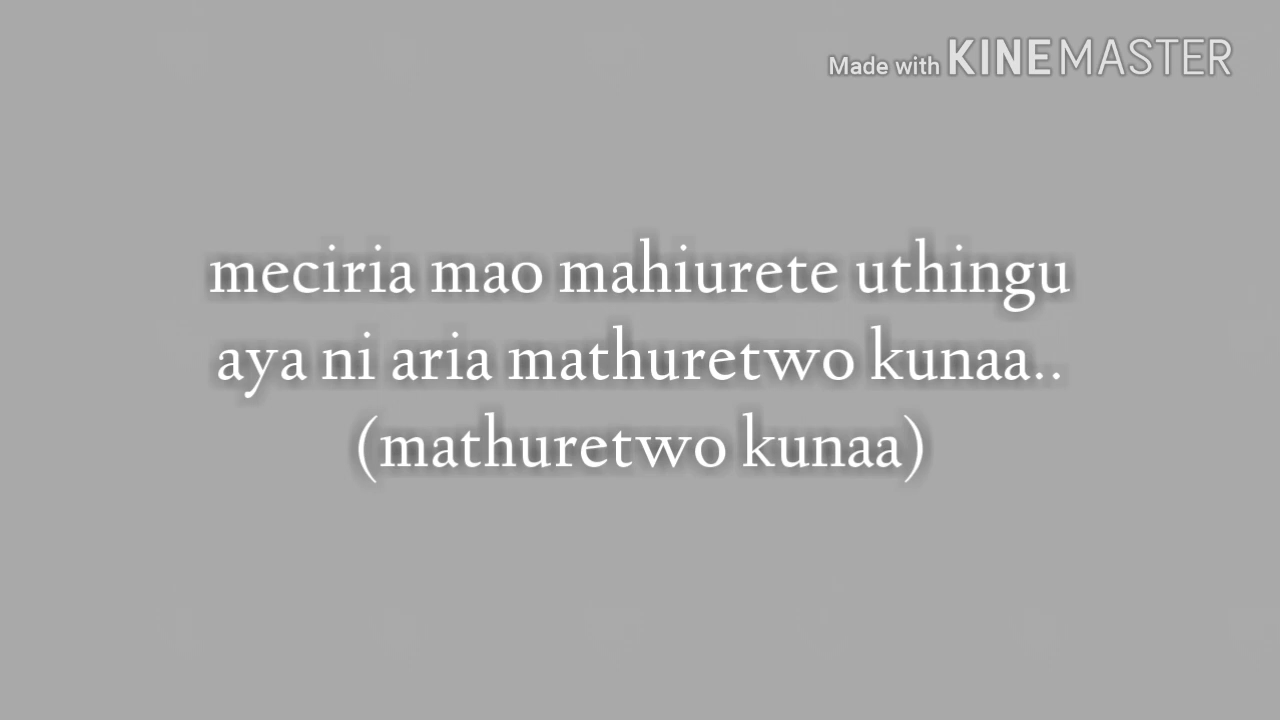 Made with KINEMASTER
meciria mao mahiurete uthingu
aya ni aria mathuretwo kunaa..
(mathuretwo kunaa)